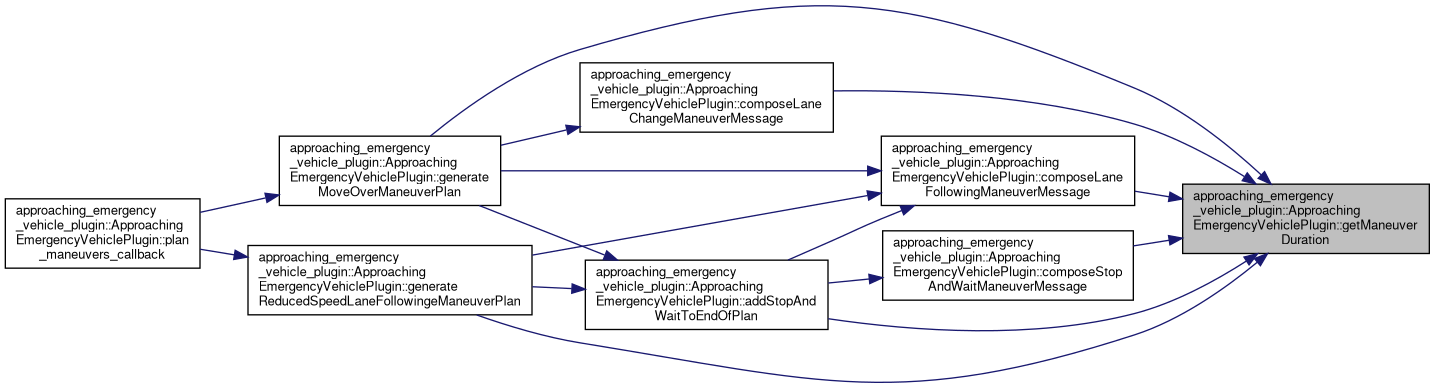 approaching_emergency
_vehicle_plugin::Approaching
EmergencyVehiclePlugin::plan
_maneuvers_callback
approaching_emergency
_vehicle_plugin::Approaching
EmergencyVehiclePlugin::generate
MoveOverManeuverPlan
approaching_emergency
_vehicle_plugin::Approaching
EmergencyVehiclePlugin::generate
ReducedSpeedLaneFollowingeManeuverPlan
approaching_emergency
_vehicle_plugin::Approaching
EmergencyVehiclePlugin::composeLane
ChangeManeuverMessage
approaching_emergency
_vehicle_plugin::Approaching
EmergencyVehiclePlugin::addStopAnd
WaitToEndOfPlan
approaching_emergency
_vehicle_plugin::Approaching
EmergencyVehiclePlugin::composeLane
FollowingManeuverMessage
approaching_emergency
_vehicle_plugin::Approaching
EmergencyVehiclePlugin::composeStop
AndWaitManeuverMessage
approaching_emergency
_vehicle_plugin::Approaching
EmergencyVehiclePlugin::getManeuver
Duration